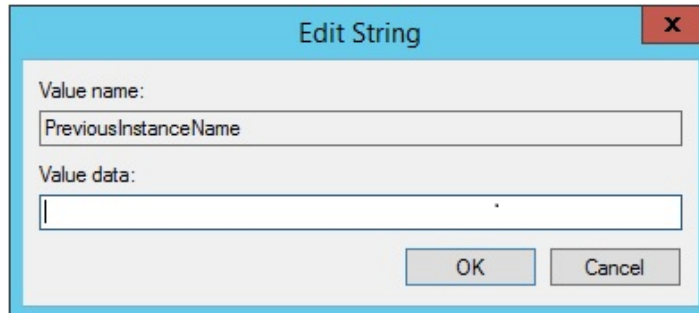 Edit String
x
Value name:
PreviousInstanceName
Value data:
OK Cancel